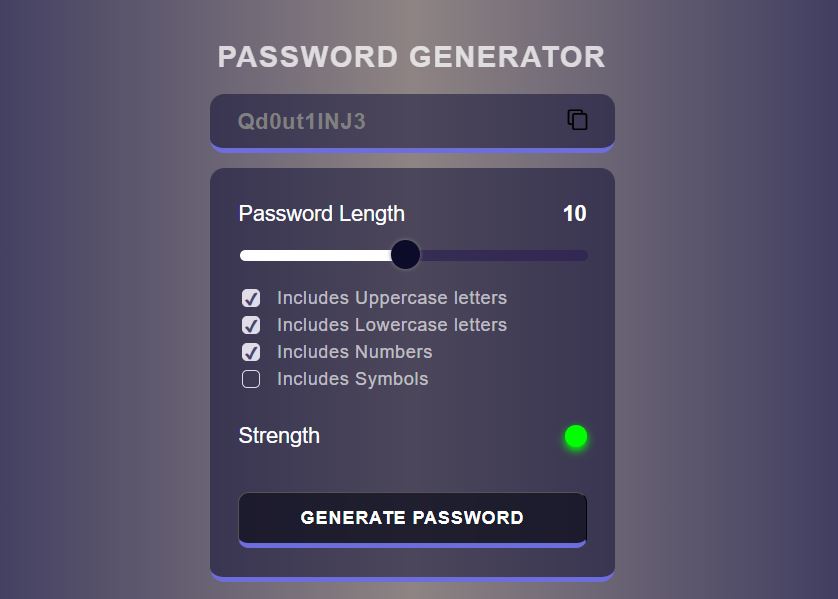 PASSWORD GENERATOR
Qd0ut1INJ3
Password Length 10
Includes Uppercase letters
Includes Lowercase letters
Includes Numbers
Includes Symbols
Strength
GENERATE PASSWORD